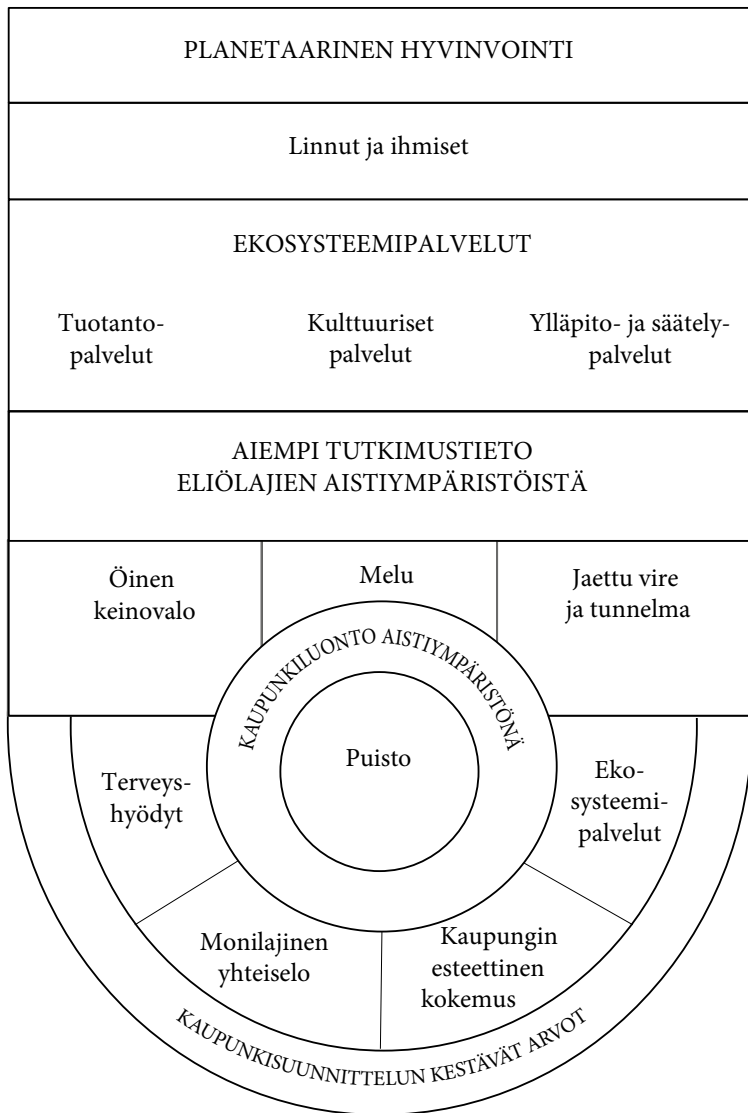 PLANETAARINEN HYVINVOINTI
Linnut ja ihmiset
EKOSYSTEEMIPALVELUT
Tuotanto-
palvelut
Kulttuuriset
palvelut
Ylläpito- ja säätely-
palvelut
AIEMPI TUTKIMUSTIETO
ELIÖLAJIEN AISTIYMPÄRISTÖISTÄ
Öinen
keinovalo
Melu
Jaettu vire
ja tunnelma
KAUPUNKILUONTO AISTIYMPÄRISTÖNÄ
Puisto
Terveys-
hyödyt
Eko-
systeemi-
palvelut
Monilajinen
yhteiselo
Kaupungin
esteettinen
kokemus
KAUPUNKISUUNNITTELUN KESTÄVÄT ARVOT